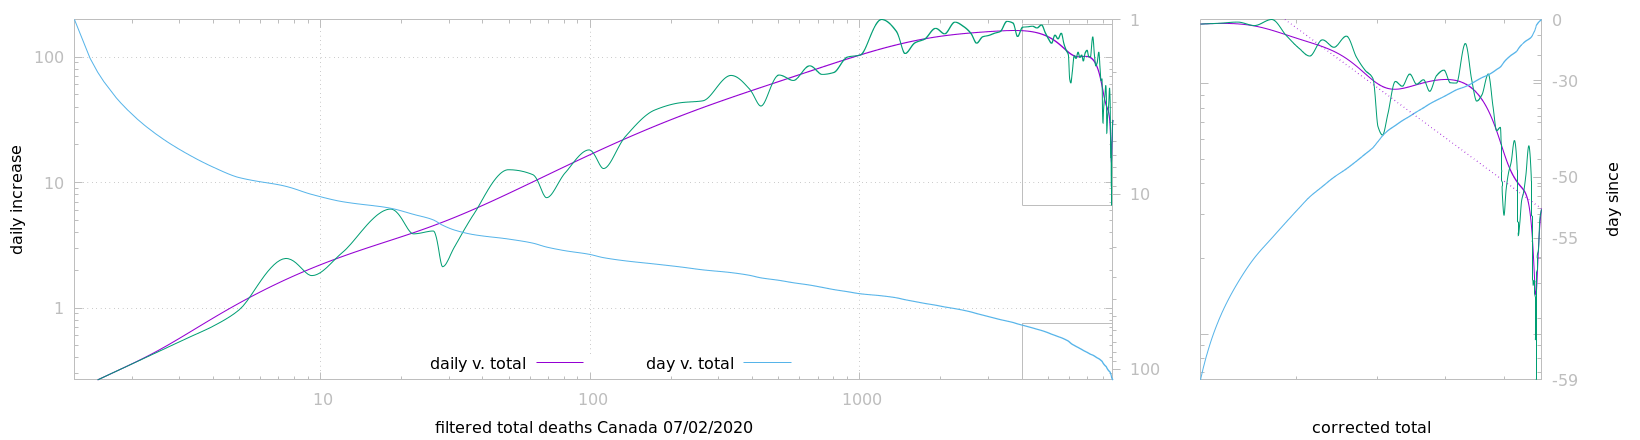 daily increase
100
10
1
10
100
1000
1
10
100
daily v. total
day v. total
filtered total deaths Canada 07/02/2020
0
-30
-50
-55
-59
day since
corrected total